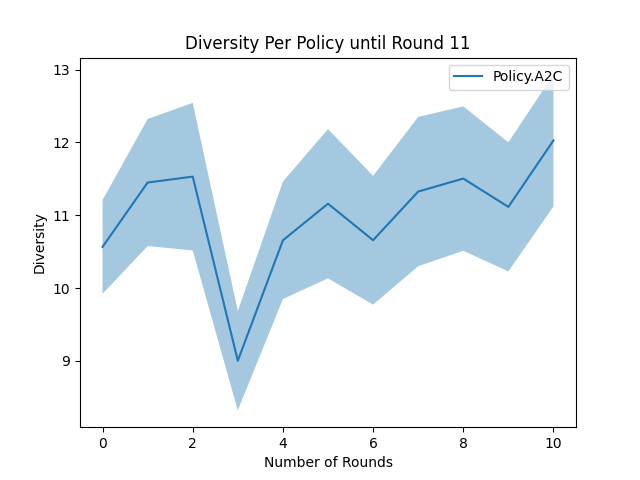 Diversity Per Policy until Round 11
Policy.A2C
13
12
11
10
9
Diversity
0 2 4 6 8 10
Number of Rounds